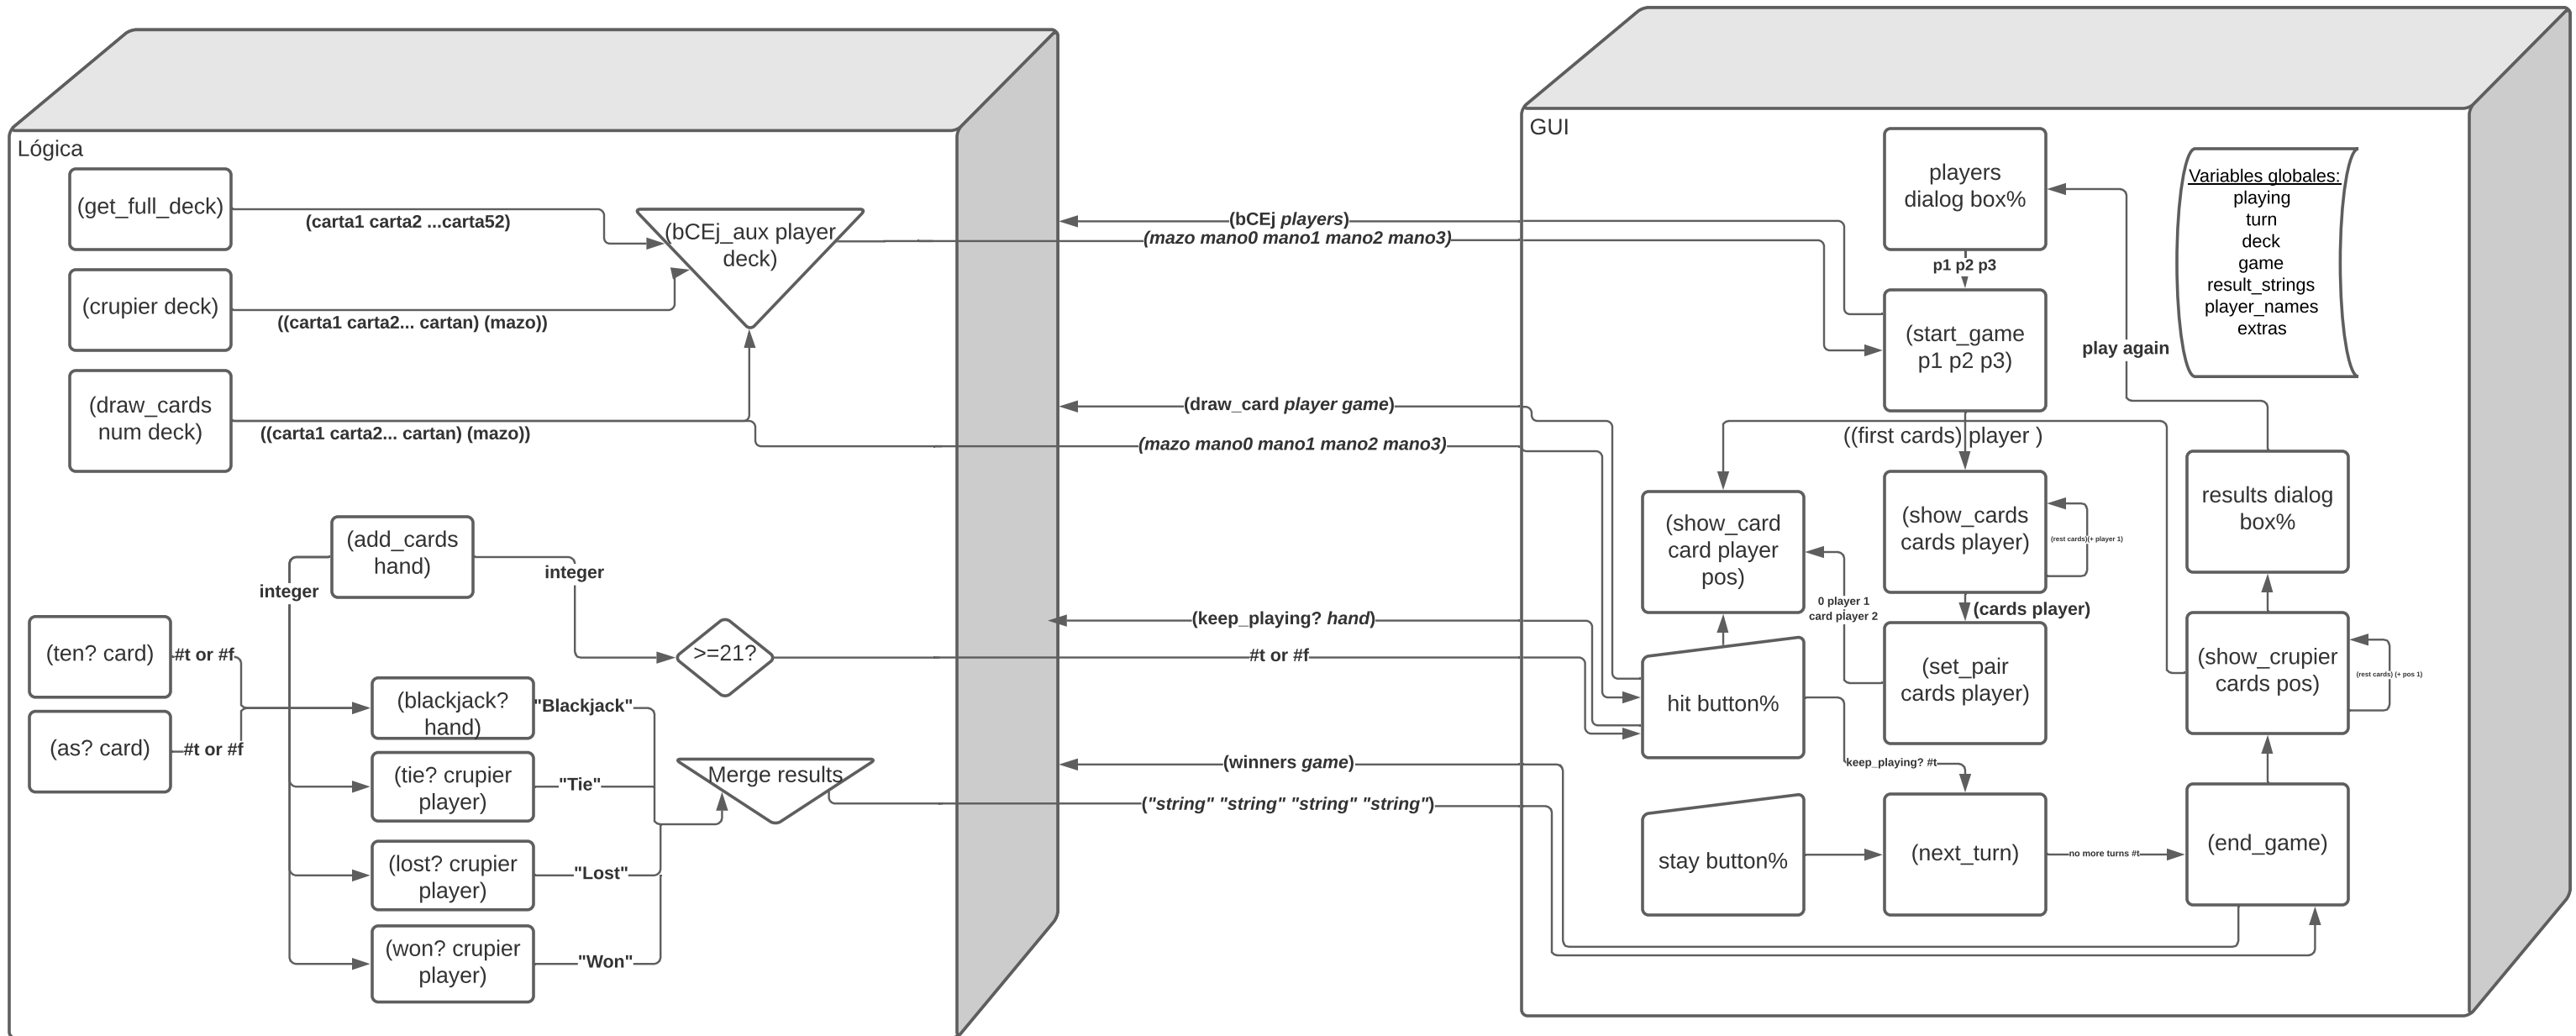 Lógica
(get_full_deck)
(carta1 carta2 ...carta52)
(bCEj_aux player
deck)
(crupier deck)
((carta1 carta2... cartan) (mazo))
(draw_cards
num deck)
((carta1 carta2... cartan) (mazo))
(add_cards
hand)
integer
integer
(ten? card)
#t or #f
(as? card)
#t or #f
>=21?
(blackjack?
hand)
"Blackjack"
(tie? crupier
player)
"Tie"
Merge results
(lost? crupier
player)
"Lost"
(won? crupier
player)
"Won"
(bCEj players)
(mazo mano0 mano1 mano2 mano3)
(draw_card player game)
(mazo mano0 mano1 mano2 mano3)
(keep_playing? hand)
#t or #f
(winners game)
("string" "string" "string" "string")
GUI
players
dialog box%
p1 p2 p3
(start_game
p1 p2 p3)
((first cards) player )
(show_cards
cards player)
(rest cards)(+ player 1)
(cards player)
(set_pair
cards player)
(show_card
card player
pos)
0 player 1
card player 2
hit button%
keep_playing? #t
stay button%
(next_turn)
no more turns #t
(end_game)
(show_crupier
cards pos)
(rest cards) (+ pos 1)
results dialog
box%
play again
Variables globales:
playing
turn
deck
game
result_strings
player_names
extras